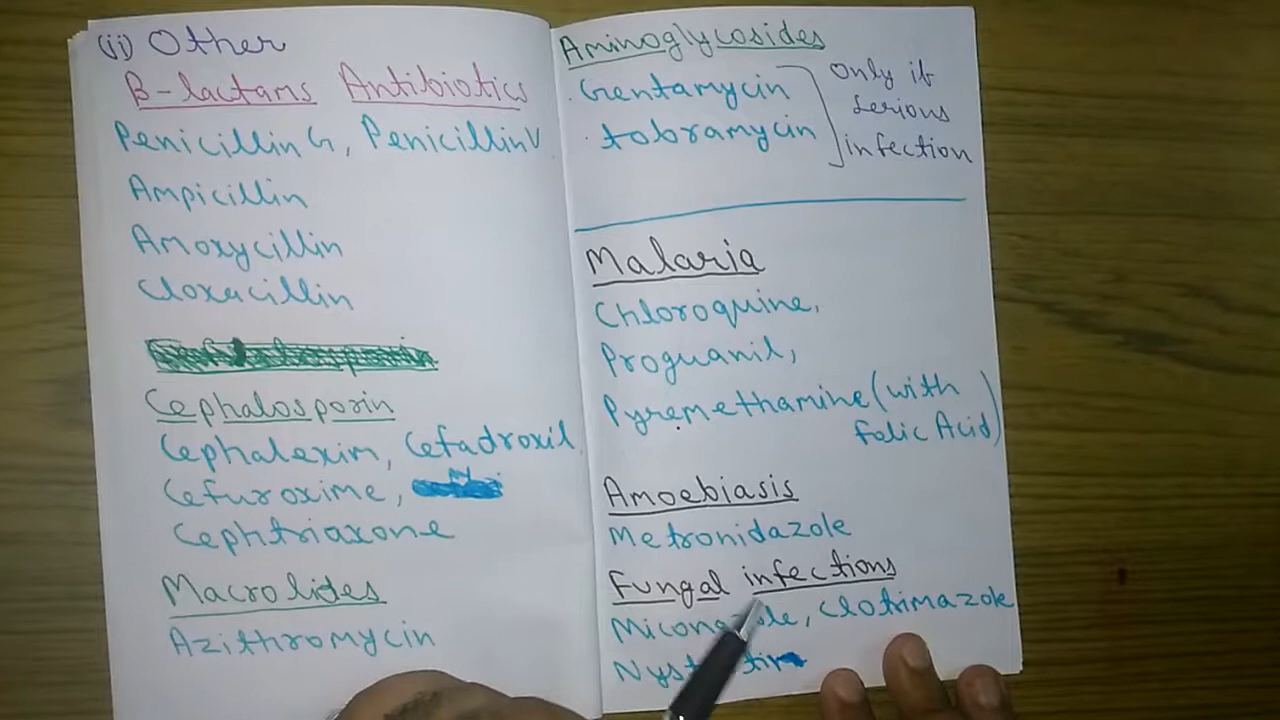 (ii) Other
B-lactams Antibiotics
Penicillin G, Penicillin V
Ampicillin
Amoxycillin
Cloxacillin
Cephalosporin
Cephalexin, Cefadroxil
Cefuroxime,
Cephtriaxone
Macrolides
Azithromycin
Aminoglycosides
Gentamycin
tobramycin
Only if
serious
infection
Malaria
Chloroquine,
Proguanil,
Pyremethamine (with
folic Acid)
Amoebiasis
Metronidazole
Fungal infections
Miconazole, Clotrimazole